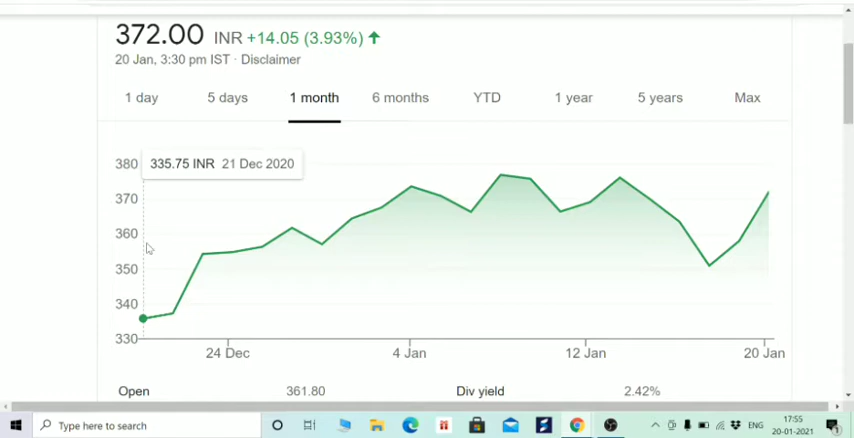 372.00 INR +14.05 (3.93%)
20 Jan, 3:30 pm IST · Disclaimer
1 day 5 days 1 month 6 months YTD 1 year 5 years Max
335.75 INR 21 Dec 2020
380
370
360
350
340
330
24 Dec 4 Jan 12 Jan 20 Jan
Open 361.80 Div yield 2.42%
Type here to search
ENG
17:55
20-01-2021
1